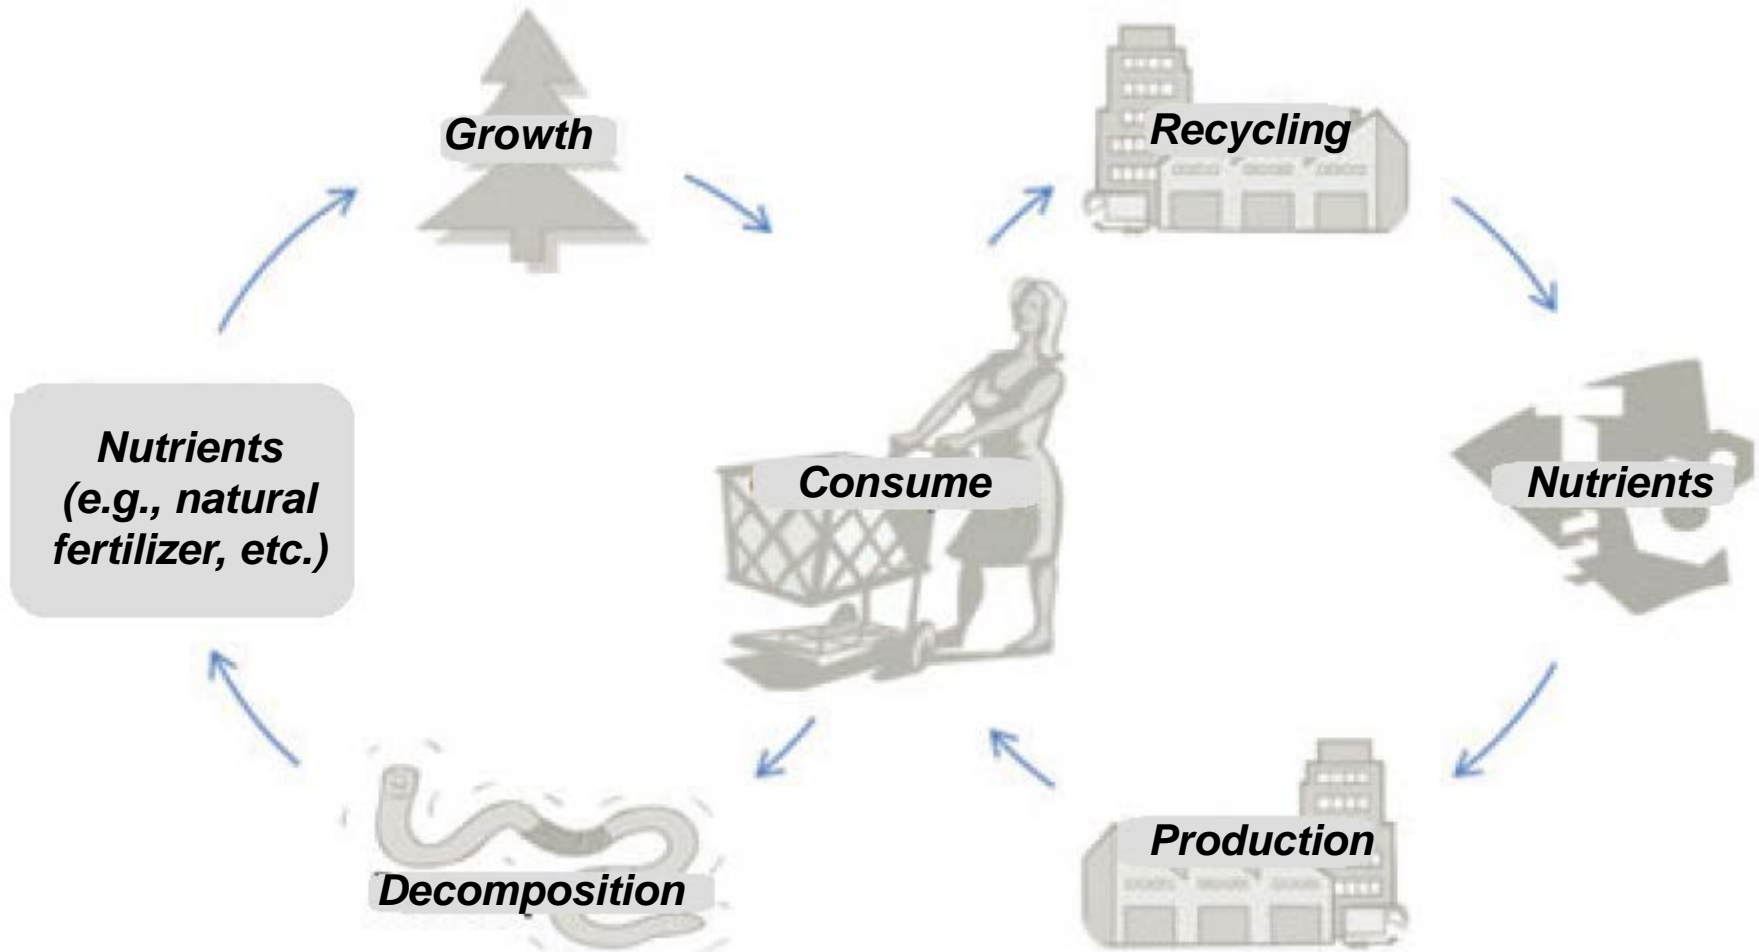 Growth
Recycling
Nutrients
(e.g., natural
fertilizer, etc.)
Consume
Nutrients
Production
Decomposition